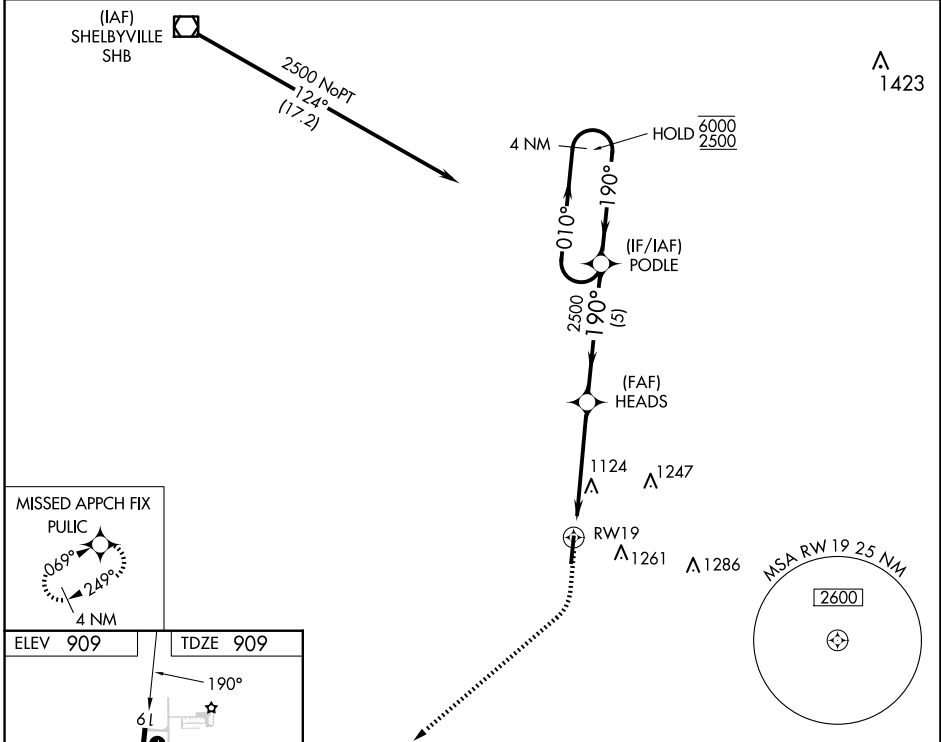 (IAF)
SHELBYVILLE
SHB
2500 NoPT
124°
(17.2)
1423
4 NM
HOLD 6000
2500
010°
190°
(IF/IAF)
PODLE
2500
190°
(5)
(FAF)
HEADS
1124
1247
RW19
1261
1286
MISSED APPCH FIX
PULIC
069°
249°
4 NM
MSA RW 19 25 NM
2600
ELEV 909
TDZE 909
190°
19